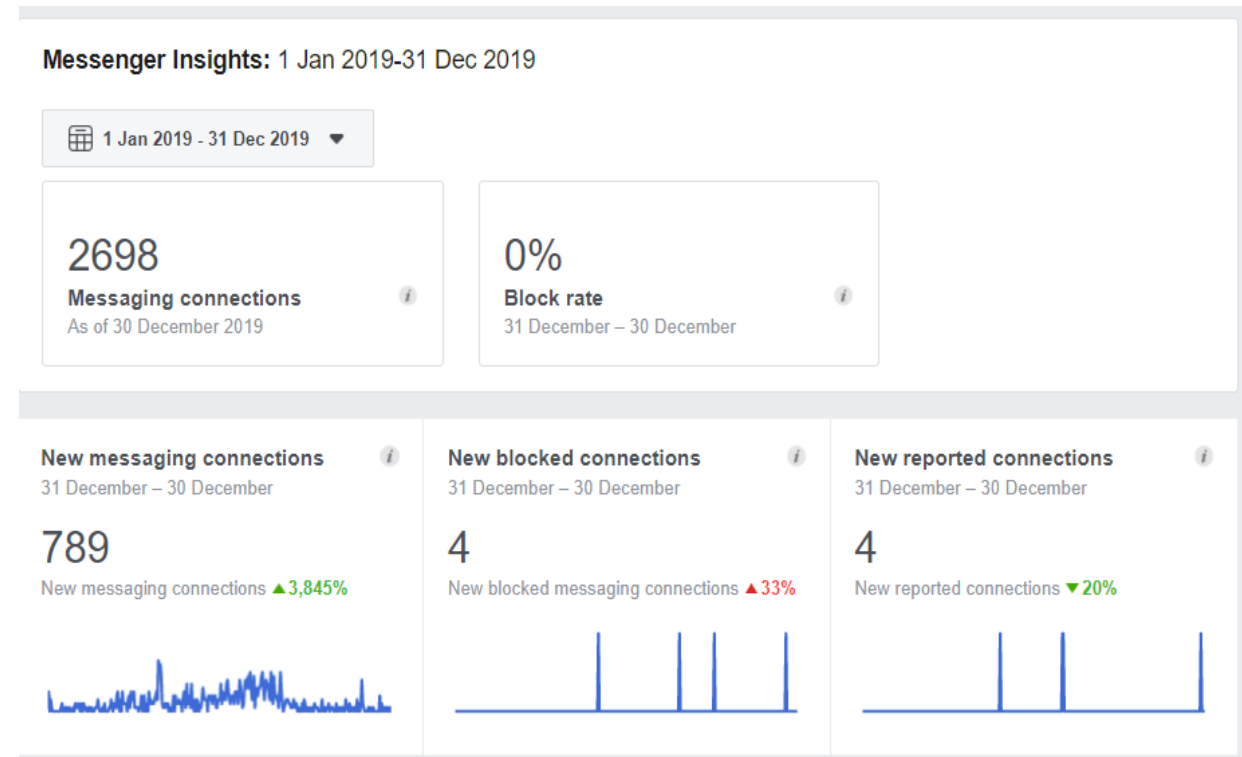 Messenger Insights: 1 Jan 2019-31 Dec 2019
1 Jan 2019 - 31 Dec 2019 ▼
2698
Messaging connections i
As of 30 December 2019
0%
Block rate i
31 December – 30 December
New messaging connections i
31 December – 30 December
789
New messaging connections ▲3,845%
New blocked connections i
31 December – 30 December
4
New blocked messaging connections ▲33%
New reported connections i
31 December – 30 December
4
New reported connections ▼20%